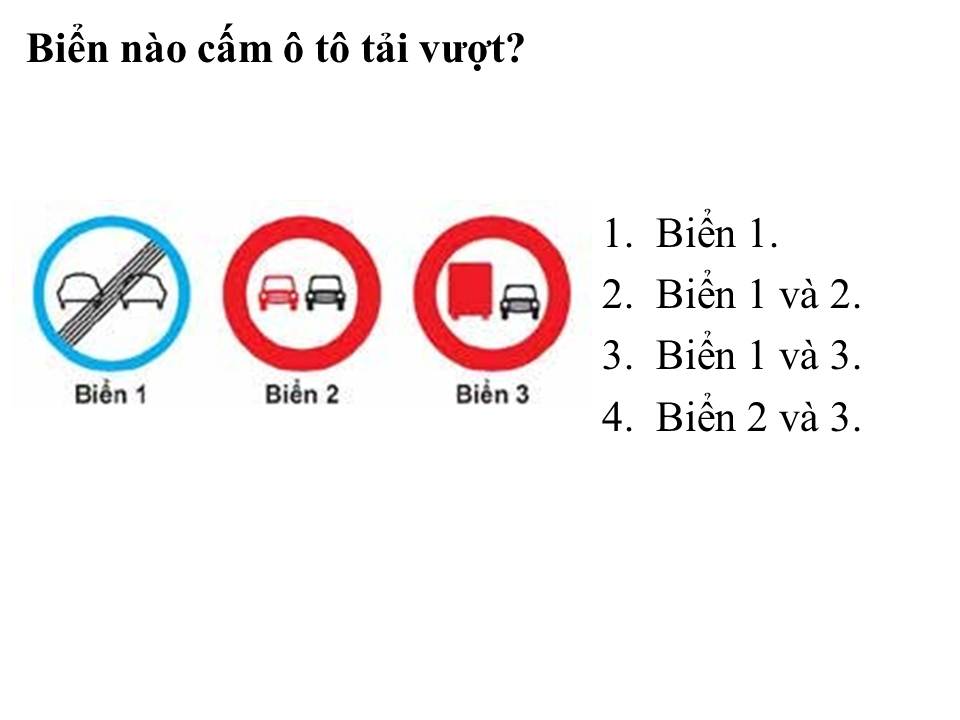 Biển nào cấm ô tô tải vượt?
Biển 1
Biển 2
Biển 3
1. Biển 1.
2. Biển 1 và 2.
3. Biển 1 và 3.
4. Biển 2 và 3.